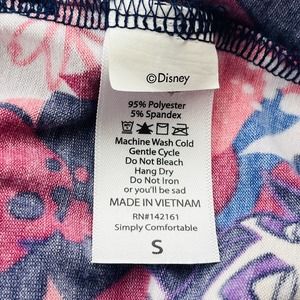 ©Disney
95% Polyester
5% Spandex
Machine Wash Cold
Gentle Cycle
Do Not Bleach
Hang Dry
Do Not Iron
or you'll be sad
MADE IN VIETNAM
RN#142161
Simply Comfortable
S